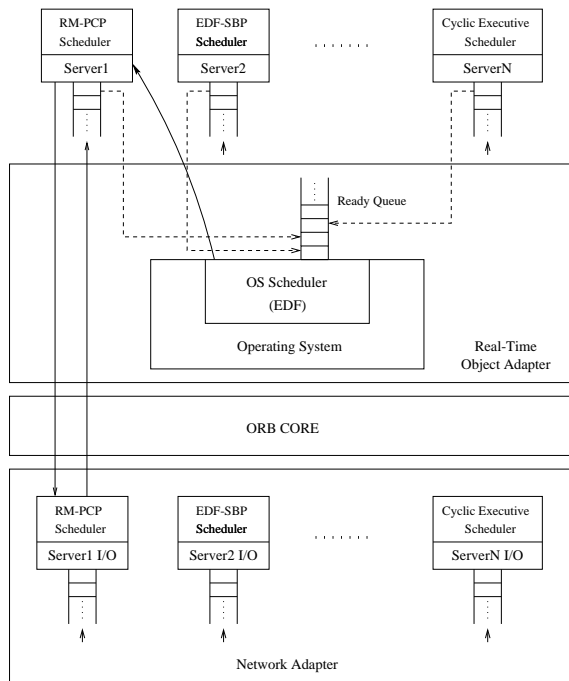 RM-PCP
Scheduler
Server1
EDF-SBP
Scheduler
Server2
Cyclic Executive
Scheduler
ServerN
Ready Queue
OS Scheduler
(EDF)
Operating System
Real-Time
Object Adapter
ORB CORE
RM-PCP
Scheduler
Server1 I/O
EDF-SBP
Scheduler
Server2 I/O
Cyclic Executive
Scheduler
ServerN I/O
Network Adapter